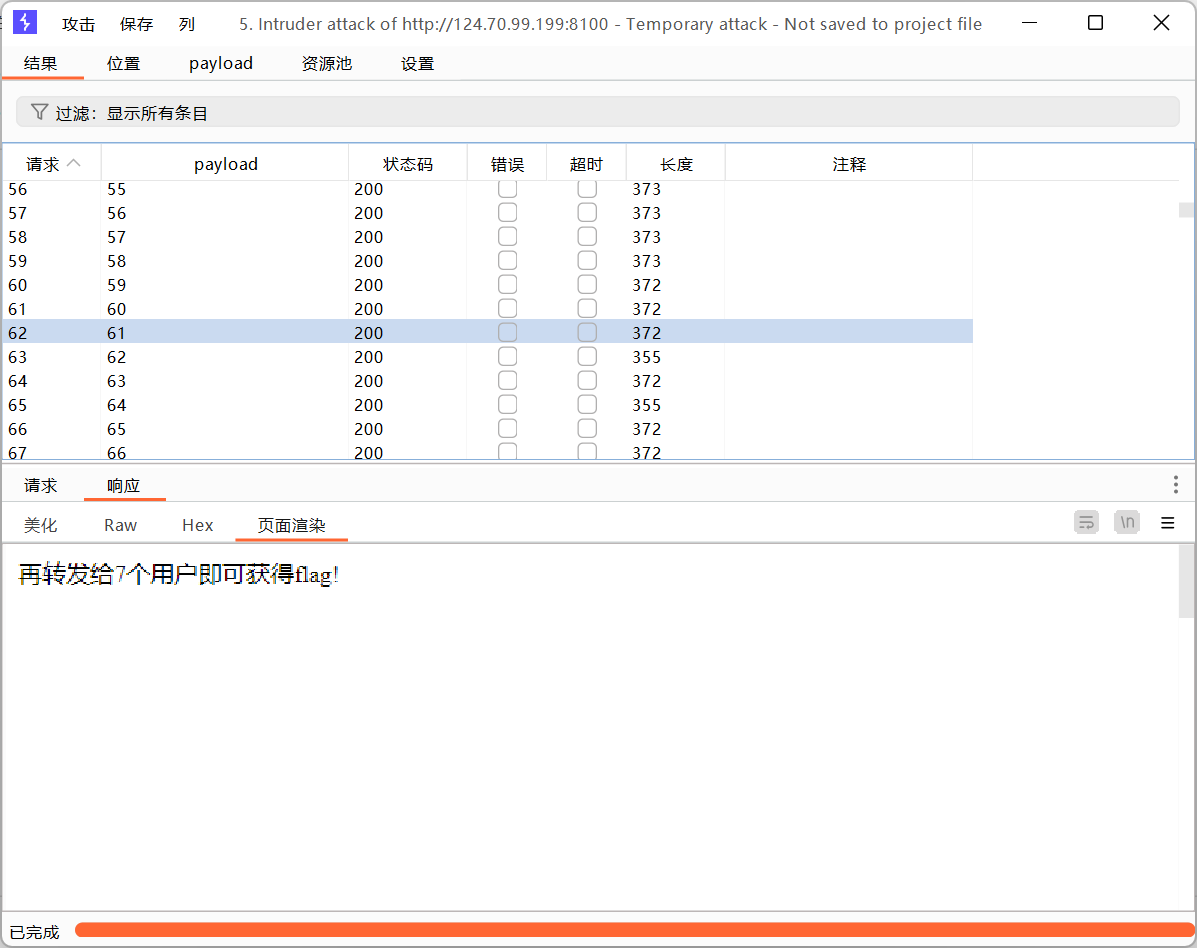 攻击 保存 列 5. Intruder attack of http://124.70.99.199:8100 - Temporary attack - Not saved to project file
结果 位置 payload 资源池 设置
过滤：显示所有条目
请求 payload 状态码 错误 超时 长度 注释
56 55 200 373
57 56 200 373
58 57 200 373
59 58 200 373
60 59 200 372
61 60 200 372
62 61 200 372
63 62 200 355
64 63 200 372
65 64 200 355
66 65 200 372
67 66 200 372
请求 响应
美化 Raw Hex 页面渲染 \n
再转发给7个用户即可获得flag!
已完成